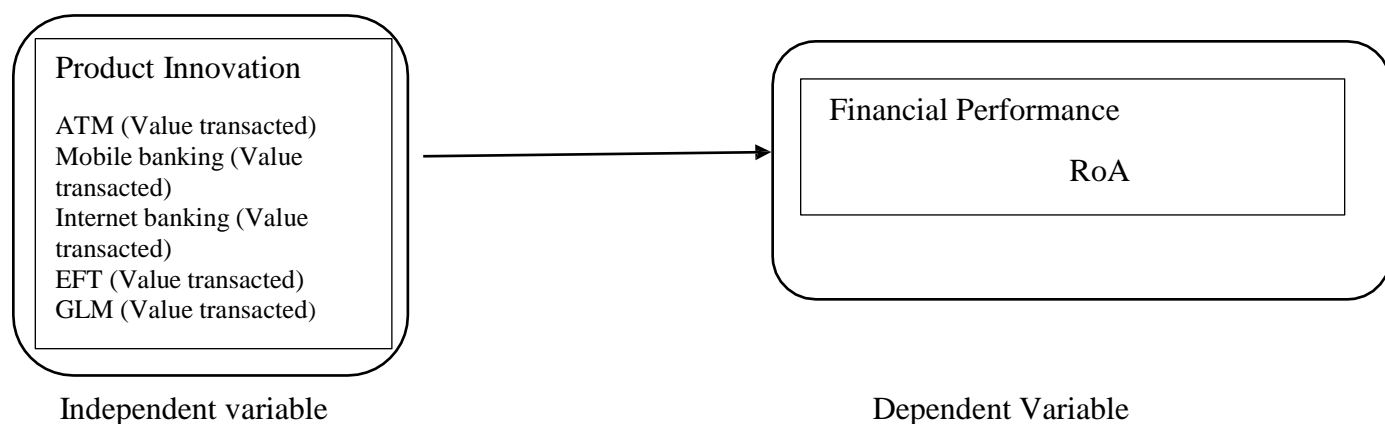 Product Innovation
ATM (Value transacted)
Mobile banking (Value
transacted)
Internet banking (Value
transacted)
EFT (Value transacted)
GLM (Value transacted)
Financial Performance
RoA
Independent variable
Dependent Variable